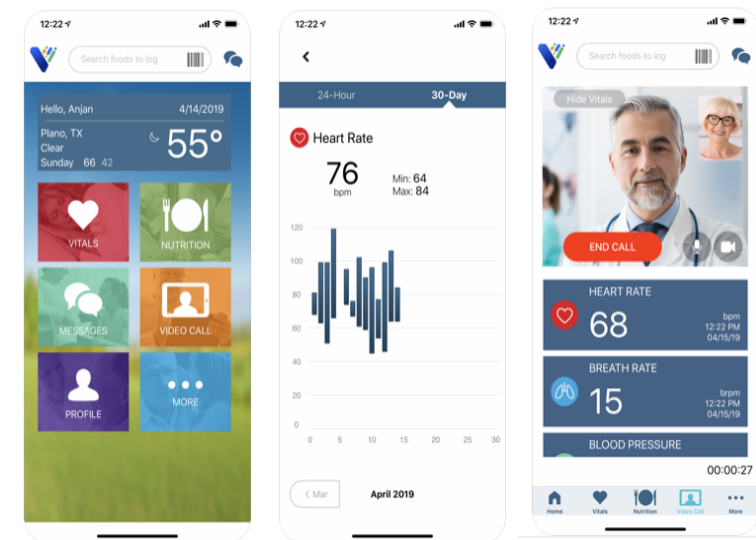 12:22
Search foods to log
Hello, Anjan 4/14/2019
Plano, TX
Clear
Sunday 66 42
55°
VITALS
NUTRITION
MESSAGES
VIDEO CALL
PROFILE
MORE
12:22
24-Hour 30-Day
Heart Rate
76
bpm
Min: 64
Max: 84
120
100
80
60
40
20
0
0 5 10 15 20 25 30
< Mar
April 2019
12:22
Search foods to log
Hide Vitals
END CALL
HEART RATE
68
bpm
12:22 PM
04/15/19
BREATH RATE
15
brpm
12:22 PM
04/15/19
BLOOD PRESSURE
00:00:27
Home Vitals Nutrition Video Call More